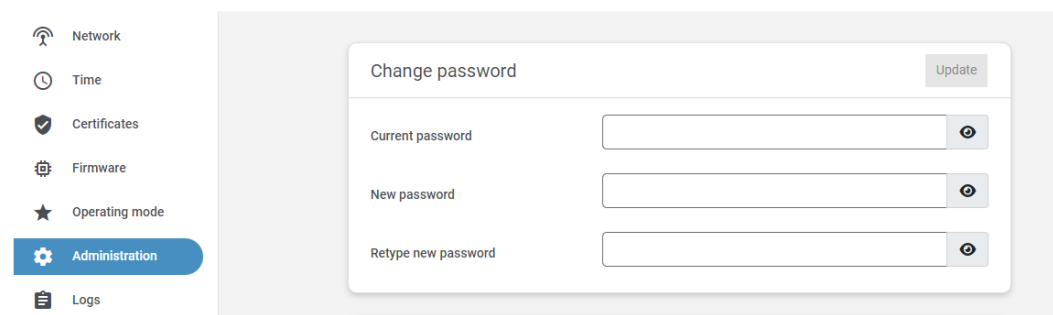 Network
Time
Certificates
Firmware
Operating mode
Administration
Logs
Change password
Update
Current password
New password
Retype new password